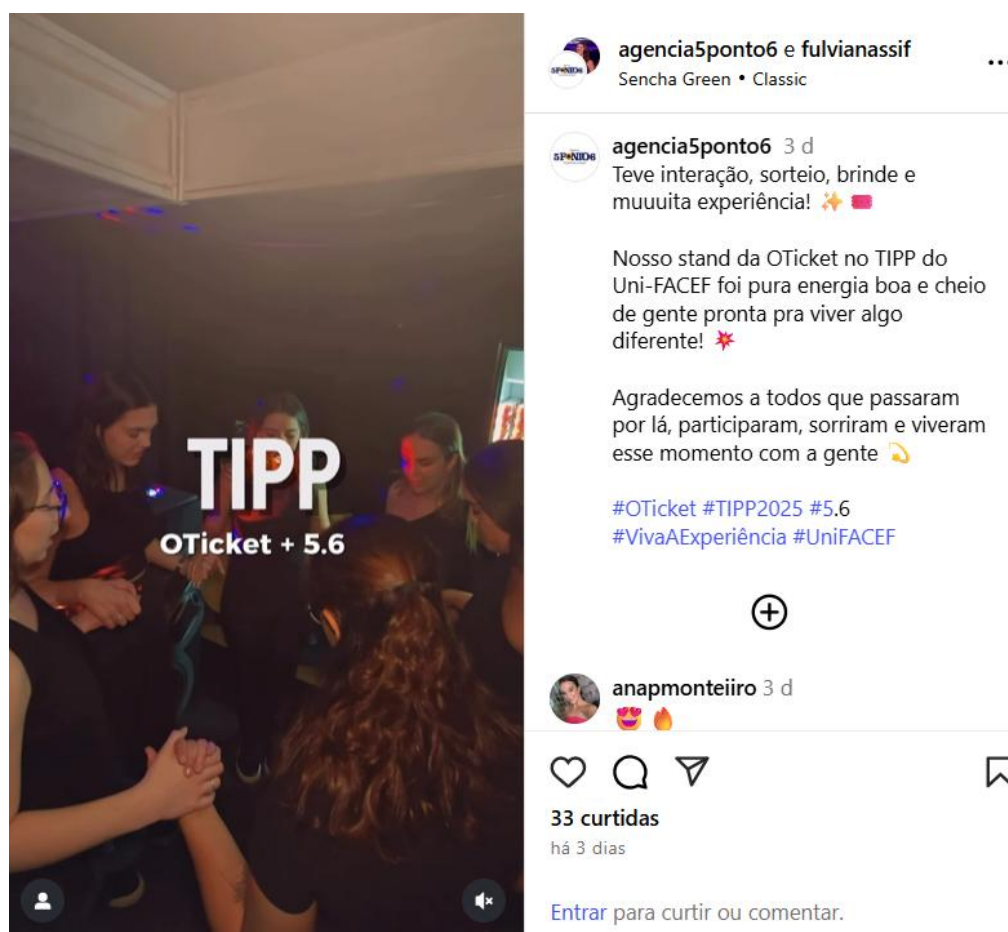 TIPP
OTicket + 5.6
agencia5ponto6 e fulvianassif
Sencha Green • Classic
agencia5ponto6 3 d
Teve interação, sorteio, brinde e
muuuita experiência! ✨ 🎟️
Nosso stand da OTicket no TIPP do
Uni-FACEF foi pura energia boa e cheio
de gente pronta pra viver algo
diferente! 💥
Agradecemos a todos que passaram
por lá, participaram, sorriram e viveram
esse momento com a gente 💫
#OTicket #TIPP2025 #5.6
#VivaAExperiência #UniFACEF
anapmonteiiro 3 d
😍 🔥
33 curtidas
há 3 dias
Entrar para curtir ou comentar.